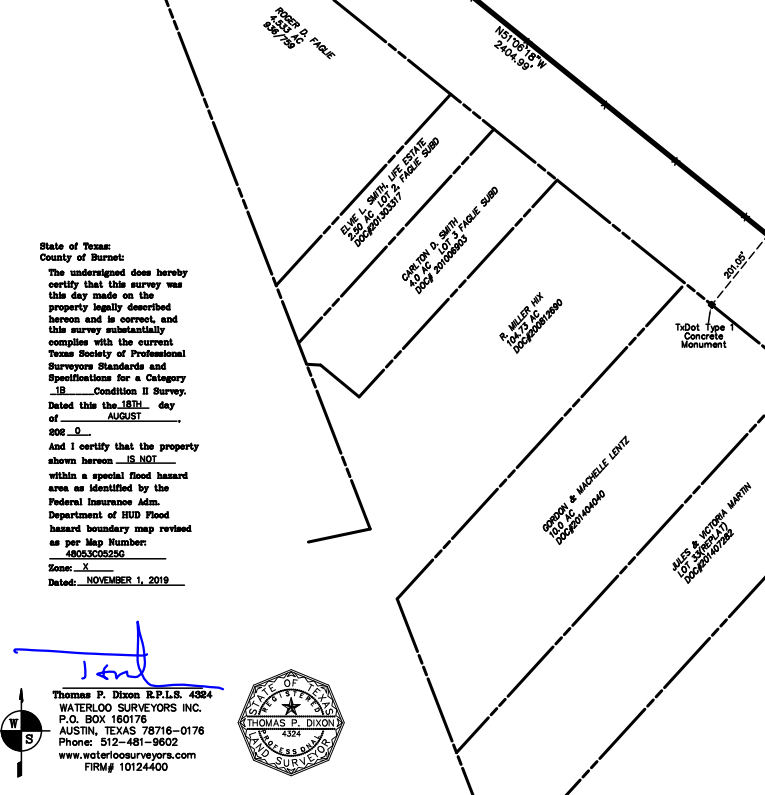 ROGER D. FAGLIE
4.533 AC
836/759
N51°06'18"W
2404.99'
ELVIE L. SMITH, LIFE ESTATE
2.50 AC LOT 2, FAGLIE SUBD
DOC#201303317
CARLTON D. SMITH
4.0 AC LOT 3 FAGLIE SUBD
DOC# 201006903
R. MILLER HIX
104.73 AC
DOC#200812690
201.05'
TxDot Type 1
Concrete
Monument
GORDON & MACHELLE LENTZ
10.0 AC
DOC#201404040
JULES & VICTORIA MARTIN
LOT 33(REPLAT)
DOC#201407282
State of Texas:
County of Burnet:
The undersigned does hereby
certify that this survey was
this day made on the
property legally described
hereon and is correct, and
this survey substantially
complies with the current
Texas Society of Professional
Surveyors Standards and
Specifications for a Category
1B Condition II Survey.
Dated this the 18TH day
of AUGUST,
202 0.
And I certify that the property
shown hereon IS NOT
within a special flood hazard
area as identified by the
Federal Insurance Adm.
Department of HUD Flood
hazard boundary map revised
as per Map Number:
48053C0525G
Zone: X
Dated: NOVEMBER 1, 2019
Thomas P. Dixon R.P.L.S. 4324
WATERLOO SURVEYORS INC.
P.O. BOX 160176
AUSTIN, TEXAS 78716-0176
Phone: 512-481-9602
www.waterloosurveyors.com
FIRM# 10124400
W
S
STATE OF TEXAS
REGISTERED
THOMAS P. DIXON
4324
PROFESSIONAL
LAND SURVEYOR